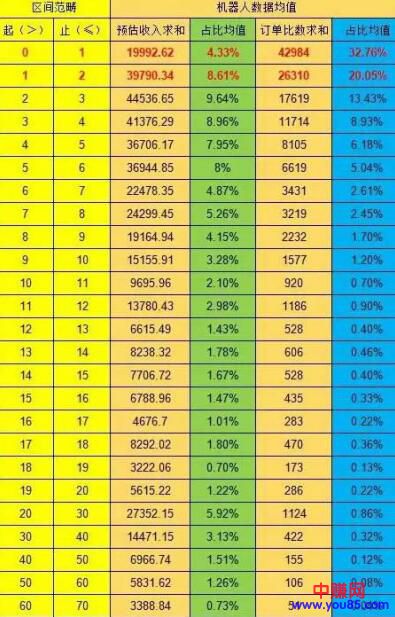 区间范畴 机器人数据均值
起（>） 止（≤） 预估收入求和 占比均值 订单比数求和 占比均值
0 1 19992.62 4.33% 42984 32.76%
1 2 39790.34 8.61% 26310 20.05%
2 3 44536.65 9.64% 17619 13.43%
3 4 41376.29 8.96% 11714 8.93%
4 5 36706.17 7.95% 8105 6.18%
5 6 36944.85 8% 6619 5.04%
6 7 22478.35 4.87% 3431 2.61%
7 8 24299.45 5.26% 3219 2.45%
8 9 19164.94 4.15% 2232 1.70%
9 10 15155.91 3.28% 1577 1.20%
10 11 9695.96 2.10% 920 0.70%
11 12 13780.43 2.98% 1186 0.90%
12 13 6615.49 1.43% 528 0.40%
13 14 8238.32 1.78% 606 0.46%
14 15 7706.72 1.67% 528 0.40%
15 16 6788.96 1.47% 435 0.33%
16 17 4676.7 1.01% 283 0.22%
17 18 8292.02 1.80% 470 0.36%
18 19 3222.06 0.70% 173 0.13%
19 20 5615.22 1.22% 286 0.22%
20 30 27352.15 5.92% 1124 0.86%
30 40 14471.15 3.13% 422 0.32%
40 50 6966.74 1.51% 155 0.12%
50 60 5831.62 1.26% 106 0.08%
60 70 3388.84 0.73%
中赚网
www.you85.com